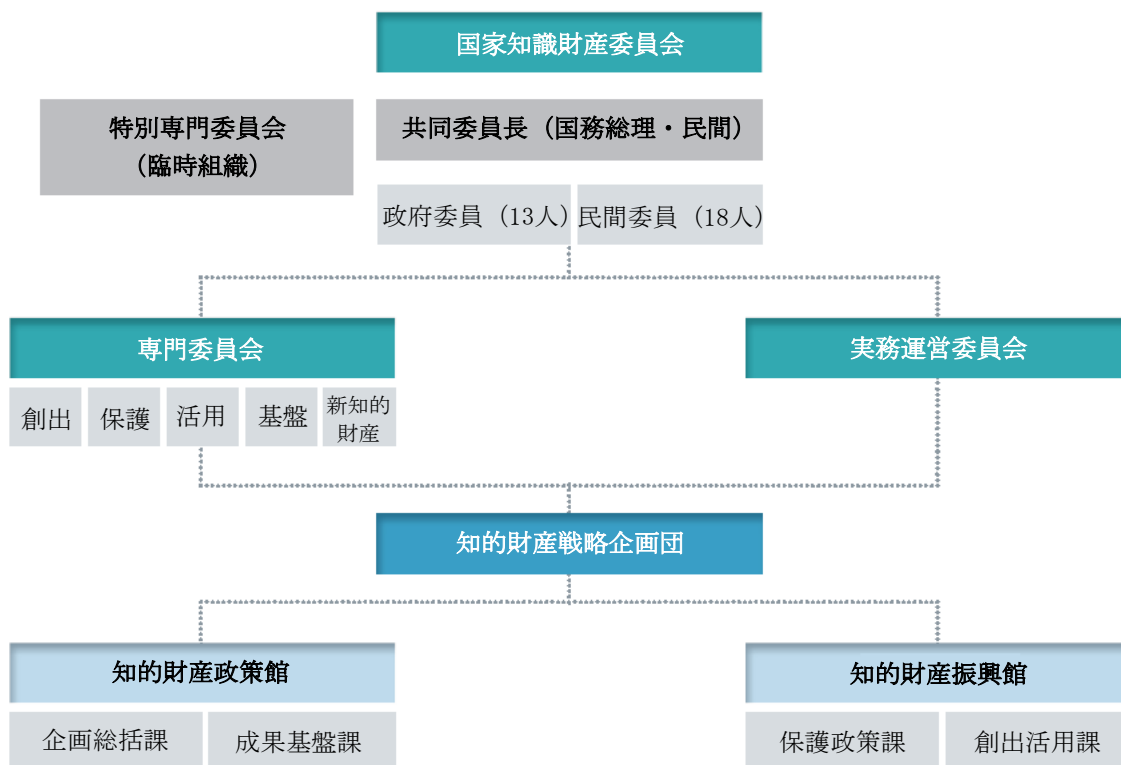 国家知識財産委員会
特別専門委員会
（臨時組織）
共同委員長（国務総理・民間）
政府委員（13人）
民間委員（18人）
専門委員会
実務運営委員会
創出
保護
活用
基盤
新知的
財産
知的財産戦略企画団
知的財産政策館
知的財産振興館
企画総括課
成果基盤課
保護政策課
創出活用課